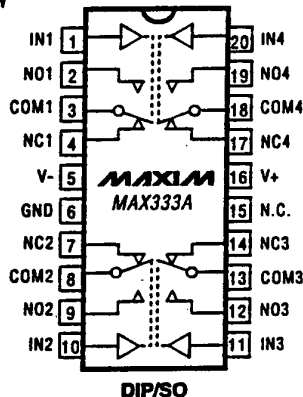 IN1 1 20 IN4
NO1 2 19 NO4
COM1 3 18 COM4
NC1 4 17 NC4
V- 5 16 V+
MAXIM
MAX333A
GND 6 15 N.C.
NC2 7 14 NC3
COM2 8 13 COM3
NO2 9 12 NO3
IN2 10 11 IN3
DIP/SO